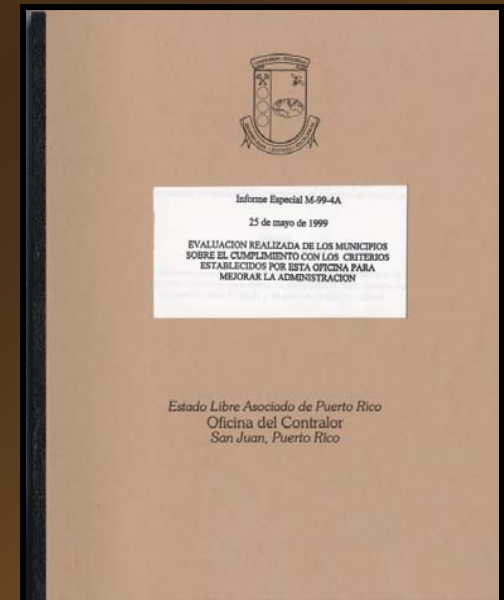 Informe Especial M-99-4A
25 de mayo de 1999
EVALUACION REALIZADA DE LOS MUNICIPIOS
SOBRE EL CUMPLIMIENTO CON LOS CRITERIOS
ESTABLECIDOS POR ESTA OFICINA PARA
MEJORAR LA ADMINISTRACION
Estado Libre Asociado de Puerto Rico
Oficina del Contralor
San Juan, Puerto Rico